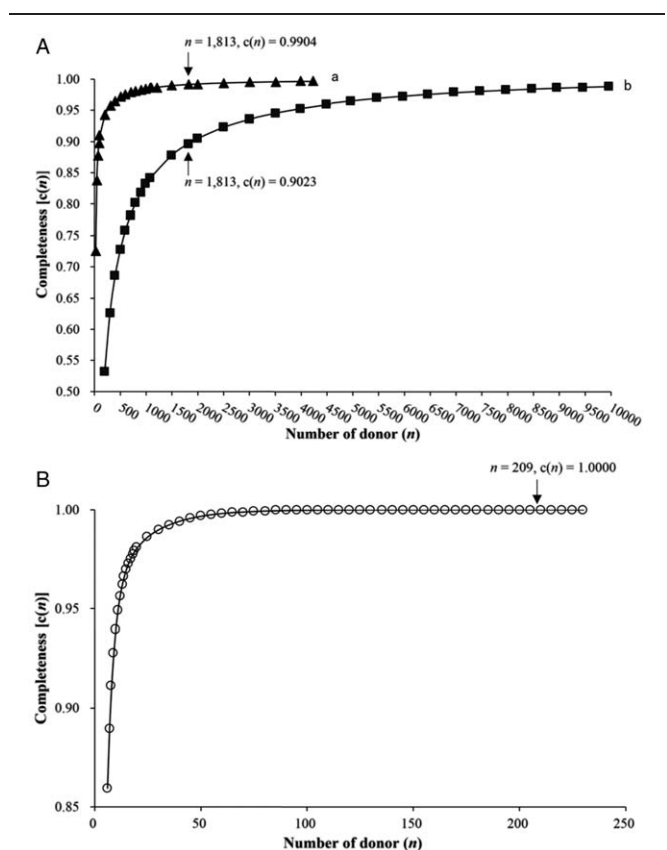 A
n = 1,813, c(n) = 0.9904
a
b
n = 1,813, c(n) = 0.9023
Completeness [c(n)]
1.00
0.95
0.90
0.85
0.80
0.75
0.70
0.65
0.60
0.55
0.50
0 500 1000 1500 2000 2500 3000 3500 4000 4500 5000 5500 6000 6500 7000 7500 8000 8500 9000 9500 10000
Number of donor (n)
B
n = 209, c(n) = 1.0000
Completeness [c(n)]
1.00
0.95
0.90
0.85
0 50 100 150 200 250
Number of donor (n)